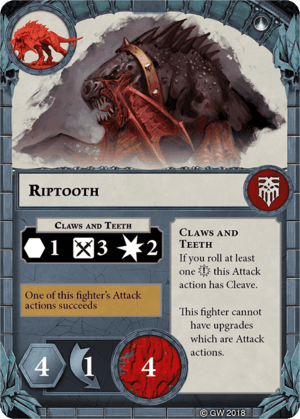 Riptooth
Claws and Teeth
1 3 2
One of this fighter's Attack
actions succeeds
Claws and
Teeth
If you roll at least
one this Attack
action has Cleave.
This fighter cannot
have upgrades
which are Attack
actions.
4 1 4
© GW 2018